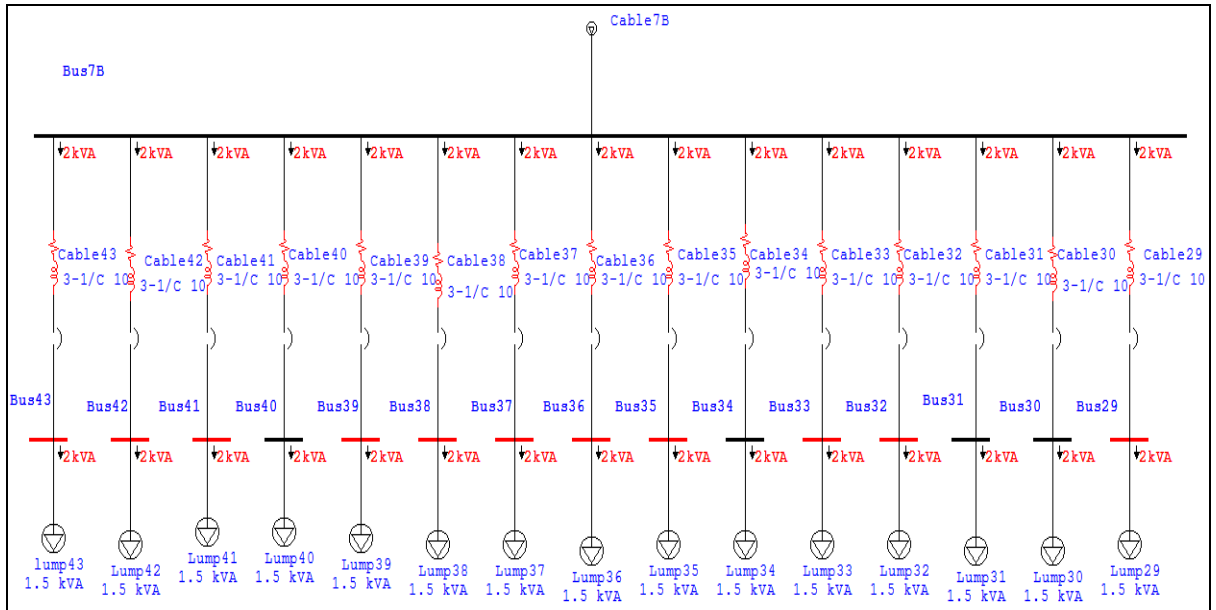 Cable7B
Bus7B
2kVA 2kVA 2kVA 2kVA 2kVA 2kVA 2kVA 2kVA 2kVA 2kVA 2kVA 2kVA 2kVA 2kVA 2kVA
Cable43 Cable42 Cable41 Cable40 Cable39 Cable38 Cable37 Cable36 Cable35 Cable34 Cable33 Cable32 Cable31 Cable30 Cable29
3-1/C 10 3-1/C 10 3-1/C 10 3-1/C 10 3-1/C 10 3-1/C 10 3-1/C 10 3-1/C 10 3-1/C 10 3-1/C 10 3-1/C 10 3-1/C 10 3-1/C 10 3-1/C 10 3-1/C 10
Bus43 Bus42 Bus41 Bus40 Bus39 Bus38 Bus37 Bus36 Bus35 Bus34 Bus33 Bus32 Bus31 Bus30 Bus29
2kVA 2kVA 2kVA 2kVA 2kVA 2kVA 2kVA 2kVA 2kVA 2kVA 2kVA 2kVA 2kVA 2kVA 2kVA
lump43 Lump42 Lump41 Lump40 Lump39 Lump38 Lump37 Lump36 Lump35 Lump34 Lump33 Lump32 Lump31 Lump30 Lump29
1.5 kVA 1.5 kVA 1.5 kVA 1.5 kVA 1.5 kVA 1.5 kVA 1.5 kVA 1.5 kVA 1.5 kVA 1.5 kVA 1.5 kVA 1.5 kVA 1.5 kVA 1.5 kVA 1.5 kVA